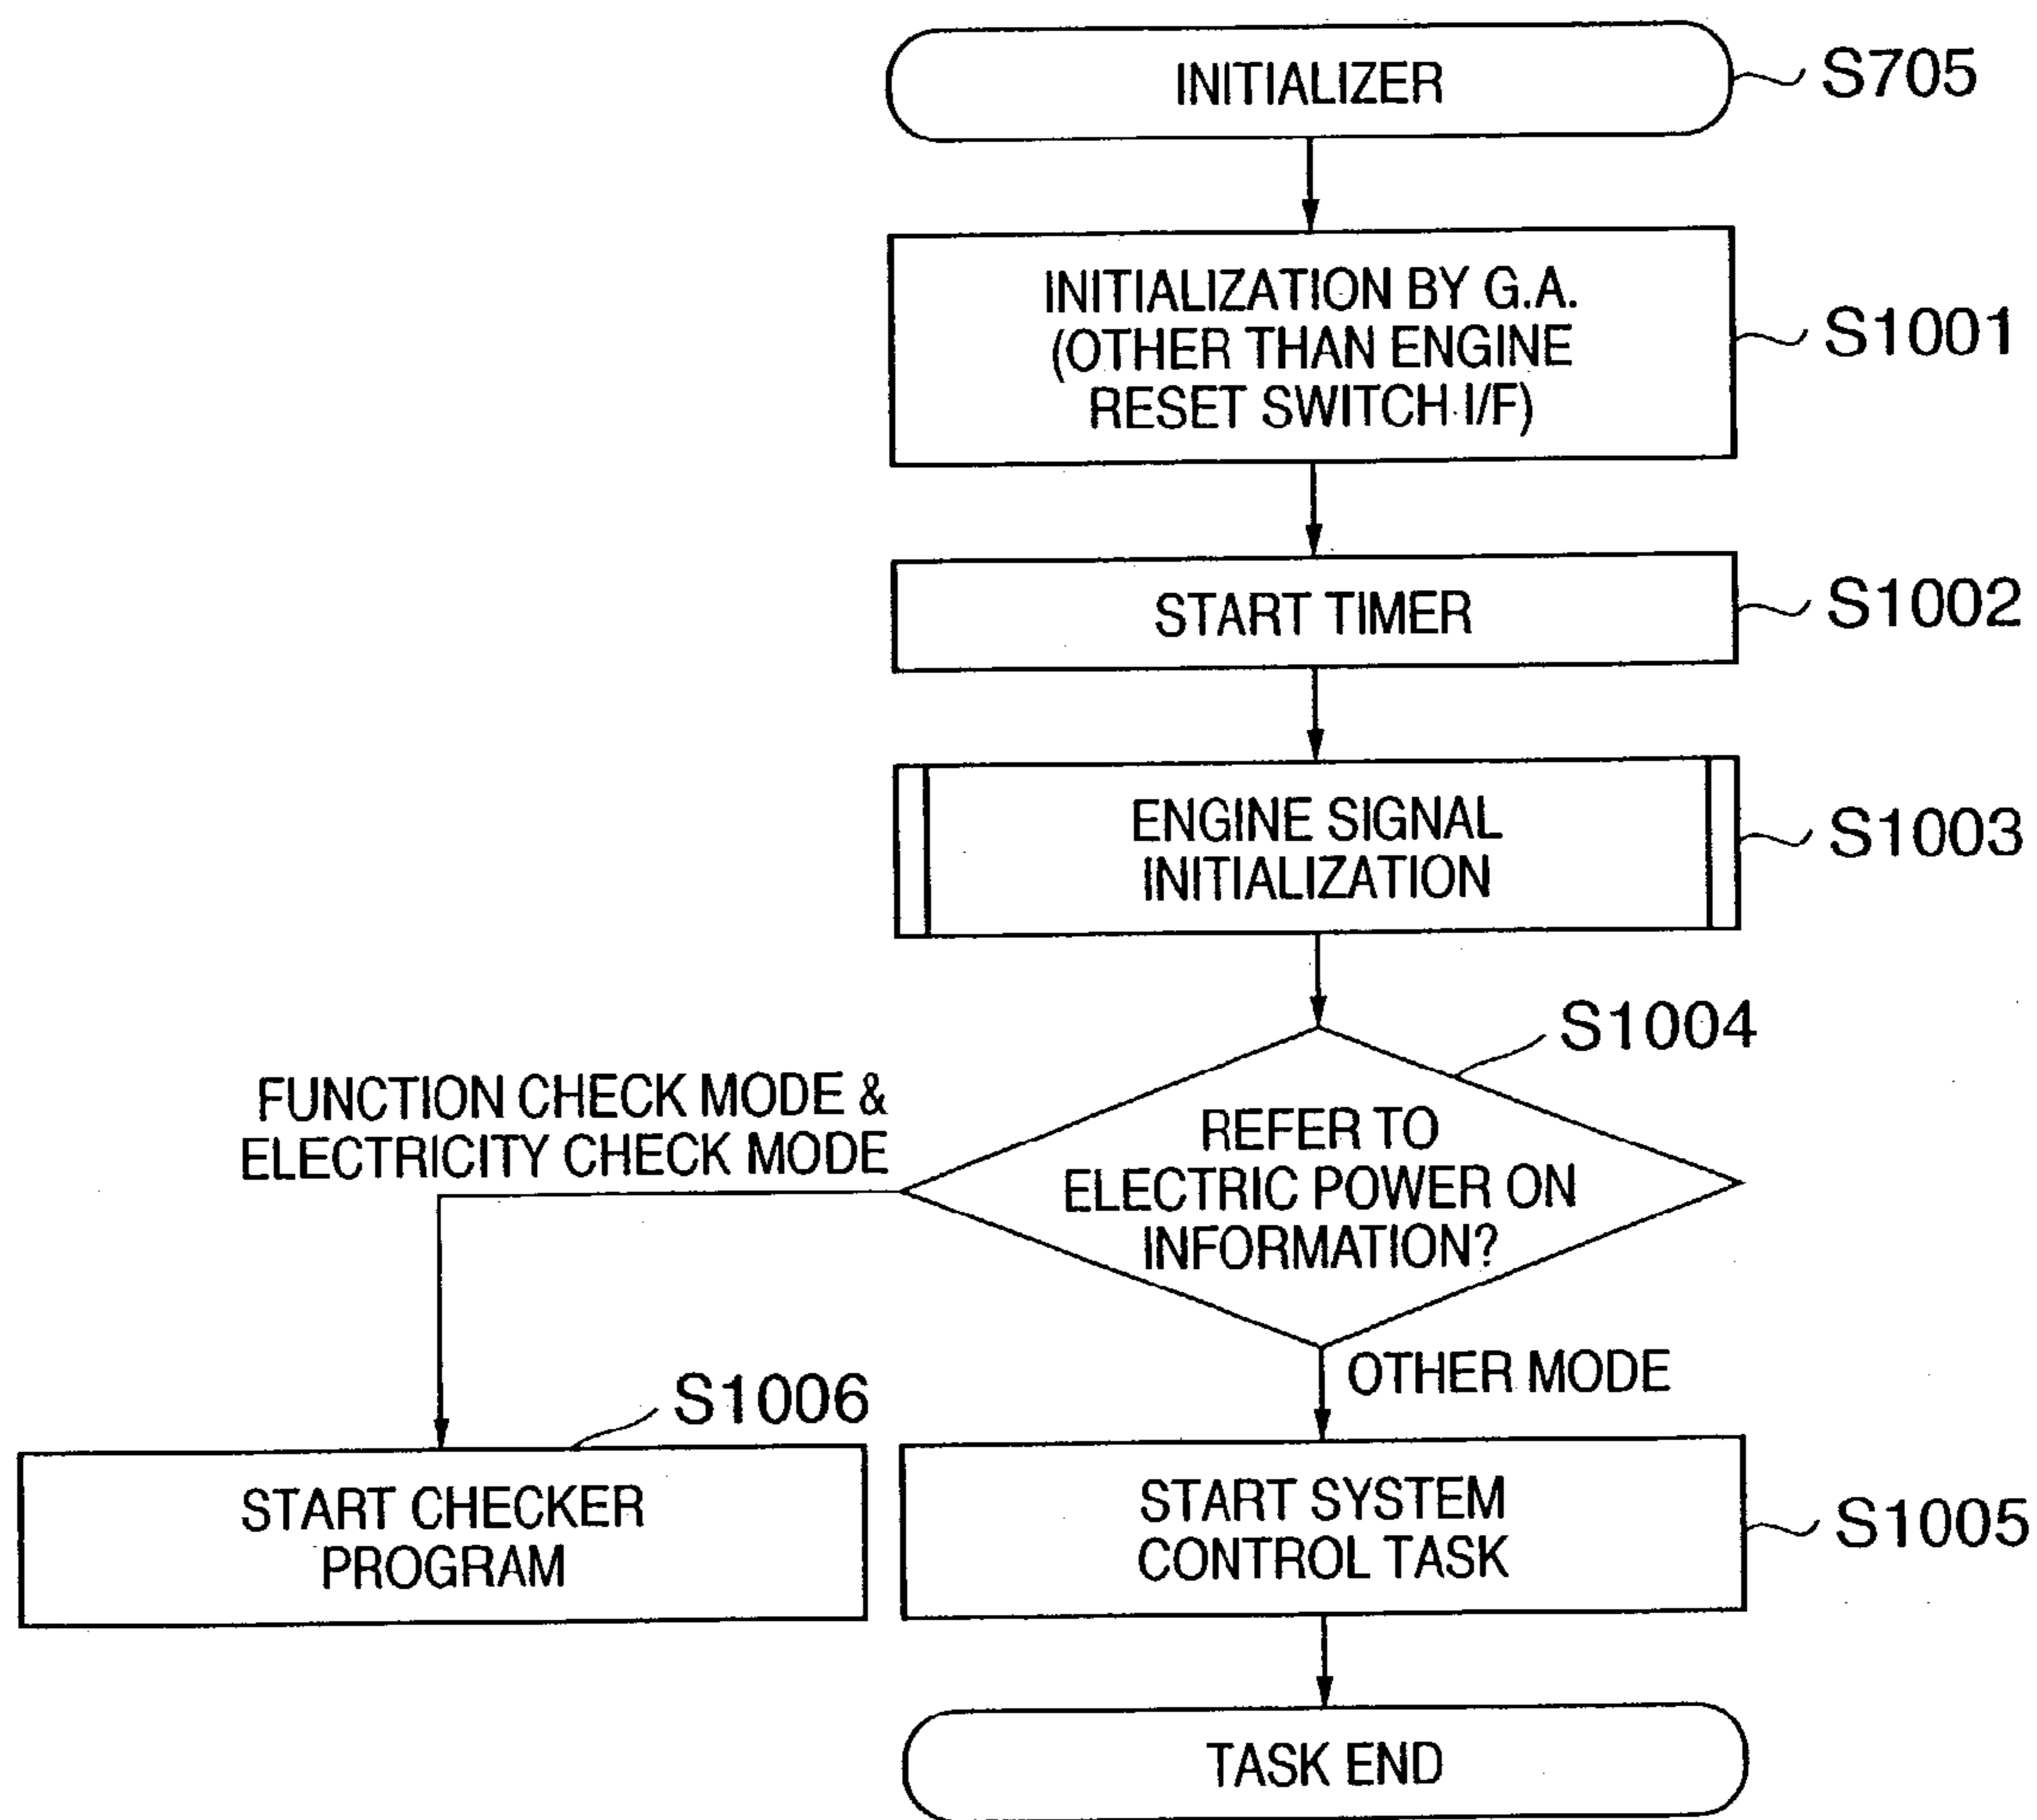 INITIALIZER
S705
INITIALIZATION BY G.A.
(OTHER THAN ENGINE
RESET SWITCH I/F)
S1001
START TIMER
S1002
ENGINE SIGNAL
INITIALIZATION
S1003
S1004
REFER TO
ELECTRIC POWER ON
INFORMATION?
FUNCTION CHECK MODE &
ELECTRICITY CHECK MODE
OTHER MODE
S1006
START CHECKER
PROGRAM
START SYSTEM
CONTROL TASK
S1005
TASK END